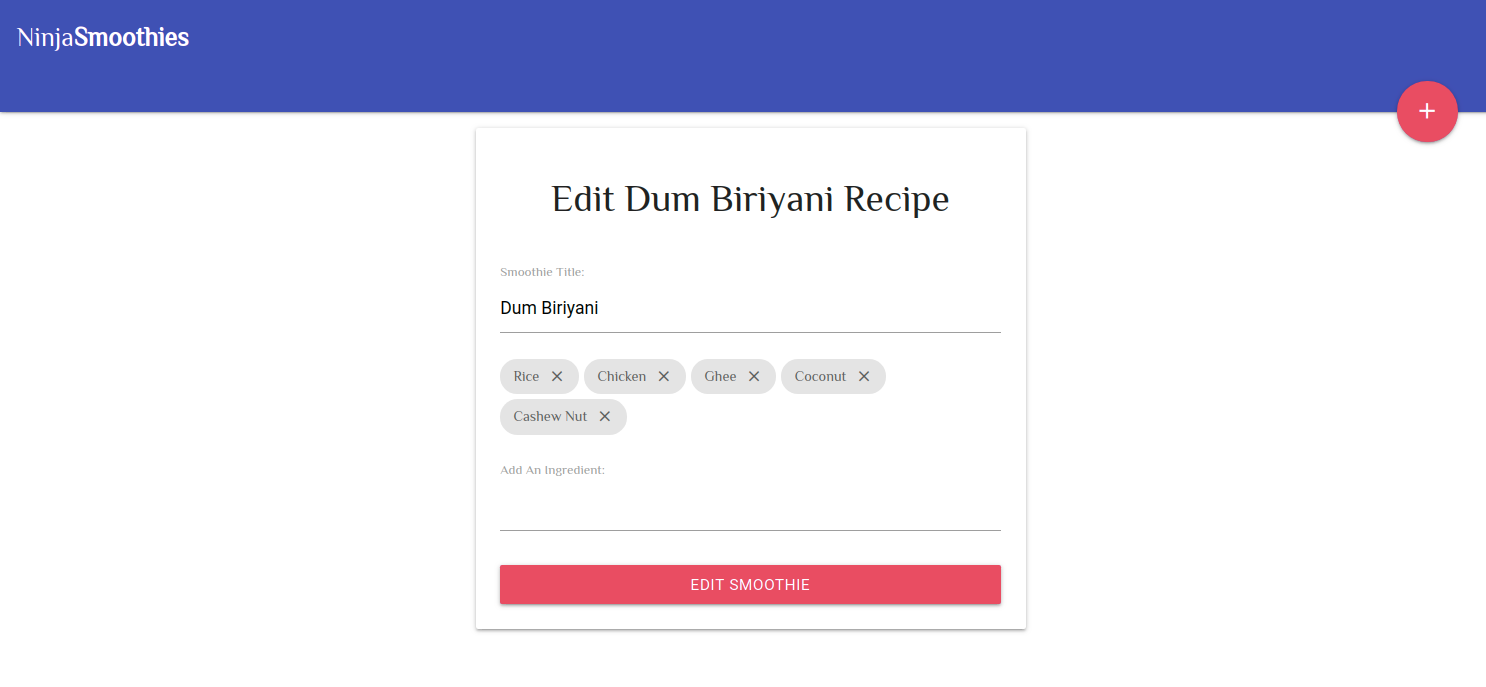 NinjaSmoothies
+
Edit Dum Biriyani Recipe
Smoothie Title:
Dum Biriyani
Rice × Chicken × Ghee × Coconut ×
Cashew Nut ×
Add An Ingredient:
EDIT SMOOTHIE